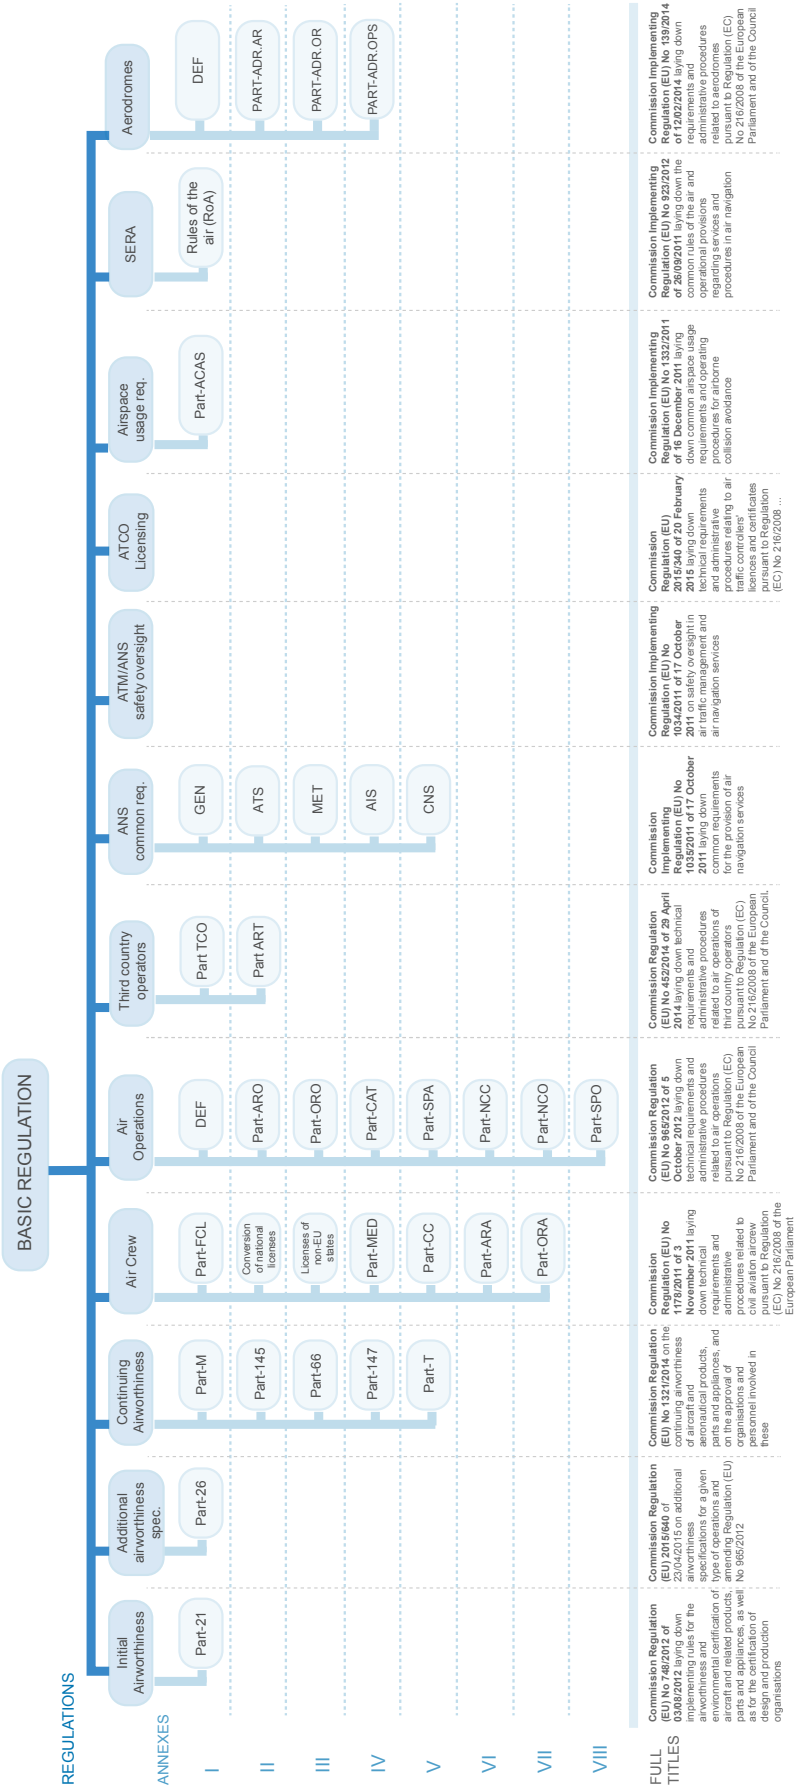 BASIC REGULATION
REGULATIONS
Initial
Airworthiness
Additional
airworthiness
spec.
Continuing
Airworthiness
Air Crew
Air
Operations
Third country
operators
ANS
common req.
ATM/ANS
safety oversight
ATCO
Licensing
Airspace
usage req.
SERA
Aerodromes
ANNEXES
I
Part-21
Part-26
Part-M
Part-FCL
DEF
Part TCO
GEN
Part-ACAS
Rules of the
air (RoA)
DEF
II
Part-145
Conversion
of national
licenses
Part-ARO
Part ART
ATS
PART-ADR.AR
III
Part-66
Licenses of
non-EU
states
Part-ORO
MET
PART-ADR.OR
IV
Part-147
Part-MED
Part-CAT
AIS
PART-ADR.OPS
V
Part-T
Part-CC
Part-SPA
CNS
VI
Part-ARA
Part-NCC
VII
Part-ORA
Part-NCO
VIII
Part-SPO
FULL
TITLES
Commission Regulation
(EU) No 748/2012 of
03/08/2012 laying down
implementing rules for the
airworthiness and
environmental certification of
aircraft and related products,
parts and appliances, as well
as for the certification of
design and production
organisations
Commission Regulation
(EU) 2015/640 of
23/04/2015 on additional
airworthiness
specifications for a given
type of operations and
amending Regulation (EU)
No 965/2012
Commission Regulation
(EU) No 1321/2014 on the
continuing airworthiness
of aircraft and
aeronautical products,
parts and appliances, and
on the approval of
organisations and
personnel involved in
these
Commission
Regulation (EU) No
1178/2011 of 3
November 2011 laying
down technical
requirements and
administrative
procedures related to
civil aviation aircrew
pursuant to Regulation
(EC) No 216/2008 of the
European Parliament
Commission Regulation
(EU) No 965/2012 of 5
October 2012 laying down
technical requirements and
administrative procedures
related to air operations
pursuant to Regulation (EC)
No 216/2008 of the European
Parliament and of the Council
Commission Regulation
(EU) No 452/2014 of 29 April
2014 laying down technical
requirements and
administrative procedures
related to air operations of
third country operators
pursuant to Regulation (EC)
No 216/2008 of the European
Parliament and of the Council.
Commission
Implementing
Regulation (EU) No
1035/2011 of 17 October
2011 laying down
common requirements
for the provision of air
navigation services
Commission Implementing
Regulation (EU) No
1034/2011 of 17 October
2011 on safety oversight in
air traffic management and
air navigation services
Commission
Regulation (EU)
2015/340 of 20 February
2015 laying down
technical requirements
and administrative
procedures relating to air
traffic controllers'
licences and certificates
pursuant to Regulation
(EC) No 216/2008 ...
Commission Implementing
Regulation (EU) No 1332/2011
of 16 December 2011 laying
down common airspace usage
requirements and operating
procedures for airborne
collision avoidance
Commission Implementing
Regulation (EU) No 923/2012
of 26/09/2011 laying down the
common rules of the air and
operational provisions
regarding services and
procedures in air navigation
Commission Implementing
Regulation (EU) No 139/2014
of 12/02/2014 laying down
requirements and
administrative procedures
related to aerodromes
pursuant to Regulation (EC)
No 216/2008 of the European
Parliament and of the Council